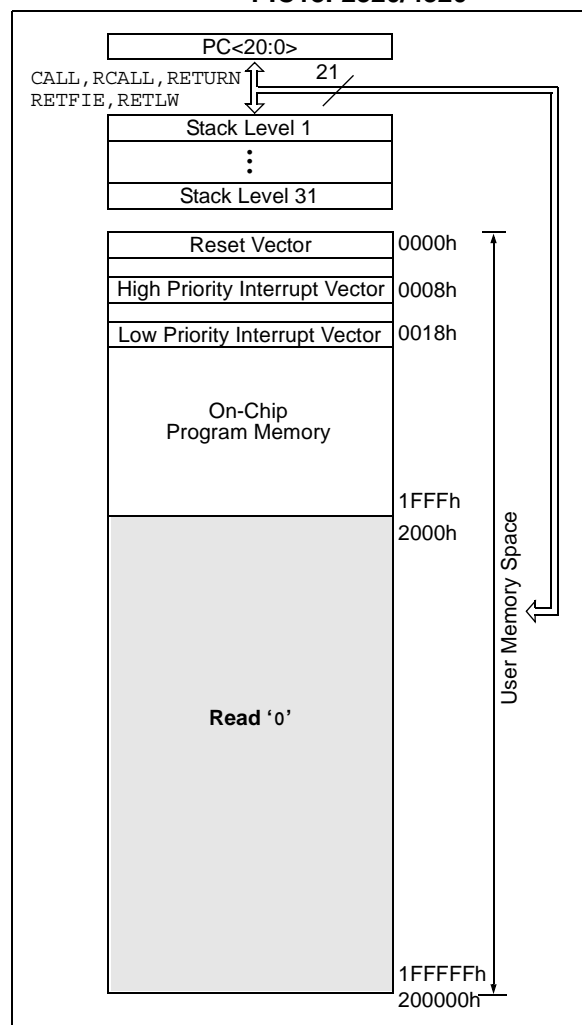 PC<20:0>
CALL,RCALL,RETURN
RETFIE,RETLW
21
Stack Level 1
Stack Level 31
Reset Vector
0000h
High Priority Interrupt Vector
0008h
Low Priority Interrupt Vector
0018h
On-Chip
Program Memory
1FFFh
2000h
User Memory Space
Read ‘0’
1FFFFFh
200000h